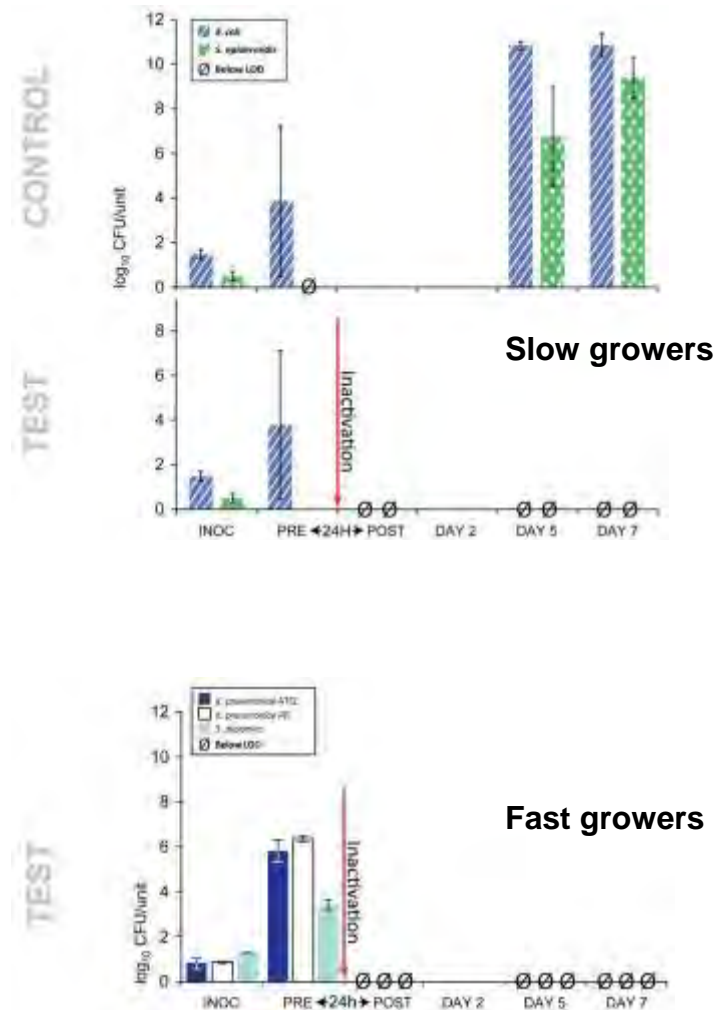 CONTROL
log₁₀ CFU/unit
12
10
8
6
4
2
0
E. coli
S. epidermidis
Ø Below LOD
Ø
TEST
8
6
4
2
0
Inactivation
Slow growers
Ø Ø
Ø Ø
Ø Ø
INOC PRE ◄24H► POST DAY 2 DAY 5 DAY 7
TEST
log₁₀ CFU/unit
12
10
8
6
4
2
0
Ø Below LOD
Inactivation
Fast growers
Ø Ø Ø
Ø Ø Ø
Ø Ø Ø
INOC PRE ◄24h► POST DAY 2 DAY 5 DAY 7